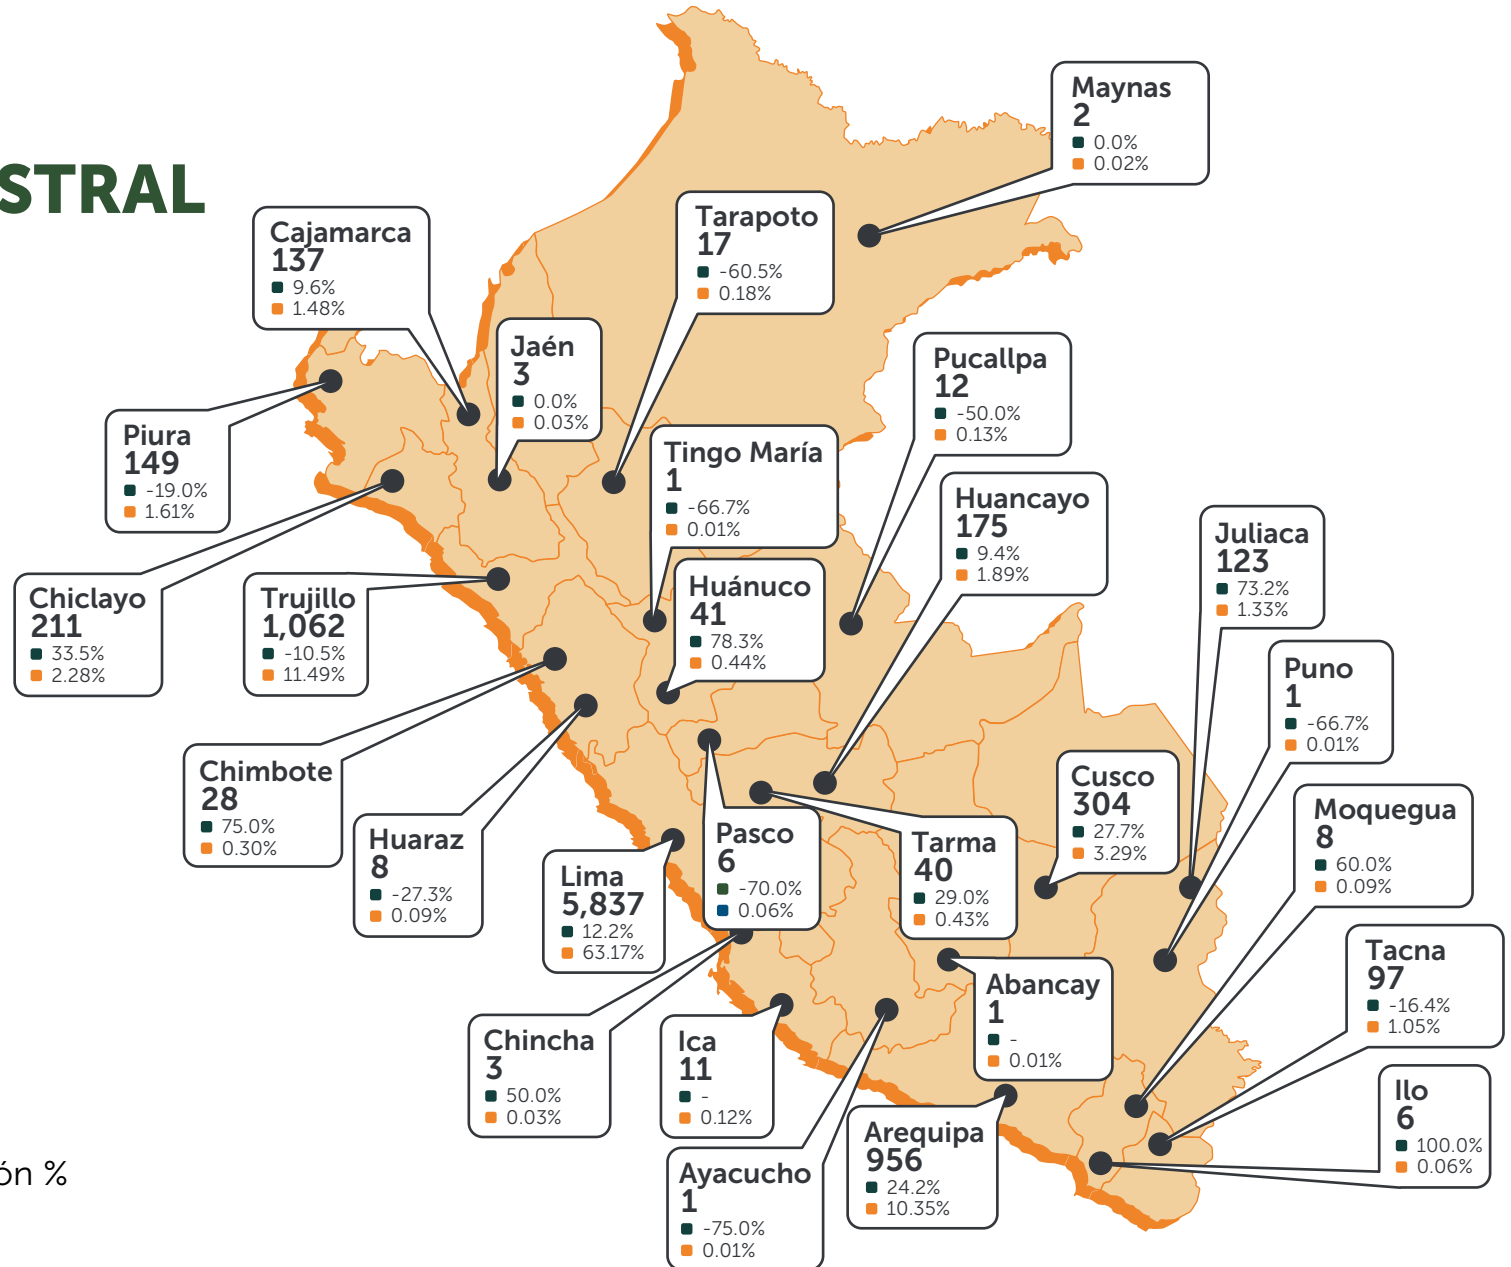 STRAL
Maynas
2
0.0%
0.02%
Tarapoto
17
-60.5%
0.18%
Cajamarca
137
9.6%
1.48%
Jaén
3
0.0%
0.03%
Pucallpa
12
-50.0%
0.13%
Piura
149
-19.0%
1.61%
Tingo María
1
-66.7%
0.01%
Huancayo
175
9.4%
1.89%
Juliaca
123
73.2%
1.33%
Chiclayo
211
33.5%
2.28%
Trujillo
1,062
-10.5%
11.49%
Huánuco
41
78.3%
0.44%
Puno
1
-66.7%
0.01%
Chimbote
28
75.0%
0.30%
Huaraz
8
-27.3%
0.09%
Lima
5,837
12.2%
63.17%
Pasco
6
-70.0%
0.06%
Tarma
40
29.0%
0.43%
Cusco
304
27.7%
3.29%
Moquegua
8
60.0%
0.09%
Tacna
97
-16.4%
1.05%
Chincha
3
50.0%
0.03%
Ica
11
-
0.12%
Abancay
1
-
0.01%
Ilo
6
100.0%
0.06%
Arequipa
956
24.2%
10.35%
Ayacucho
1
-75.0%
0.01%
ón %